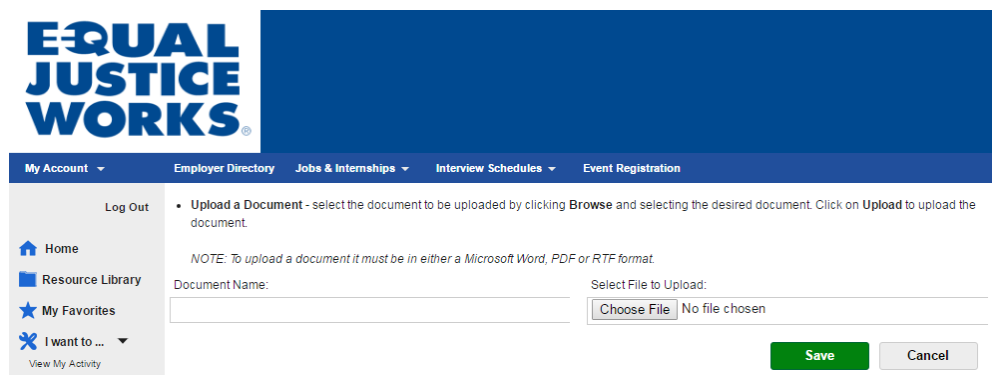 EQUAL
JUSTICE
WORKS®
My Account
Employer Directory
Jobs & Internships
Interview Schedules
Event Registration
Log Out
Home
Resource Library
My Favorites
I want to ...
View My Activity
• Upload a Document - select the document to be uploaded by clicking Browse and selecting the desired document. Click on Upload to upload the
document.
NOTE: To upload a document it must be in either a Microsoft Word, PDF or RTF format.
Document Name:
Select File to Upload:
Choose File No file chosen
Save
Cancel